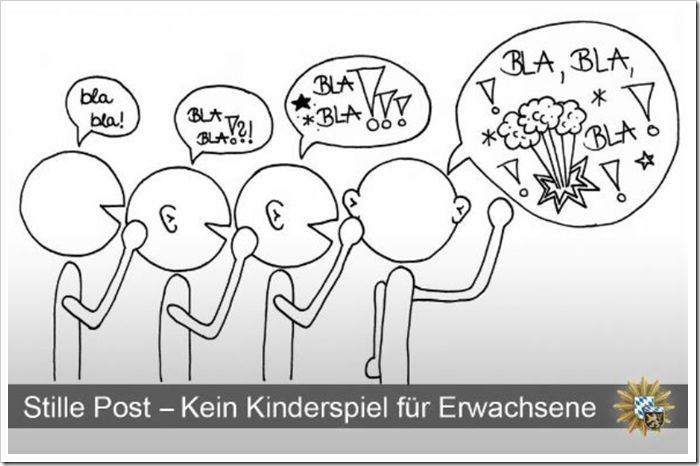 bla
bla!
BLA
BLA!?!
BLA
BLA!!!
BLA, BLA,
BLA
Stille Post – Kein Kinderspiel für Erwachsene